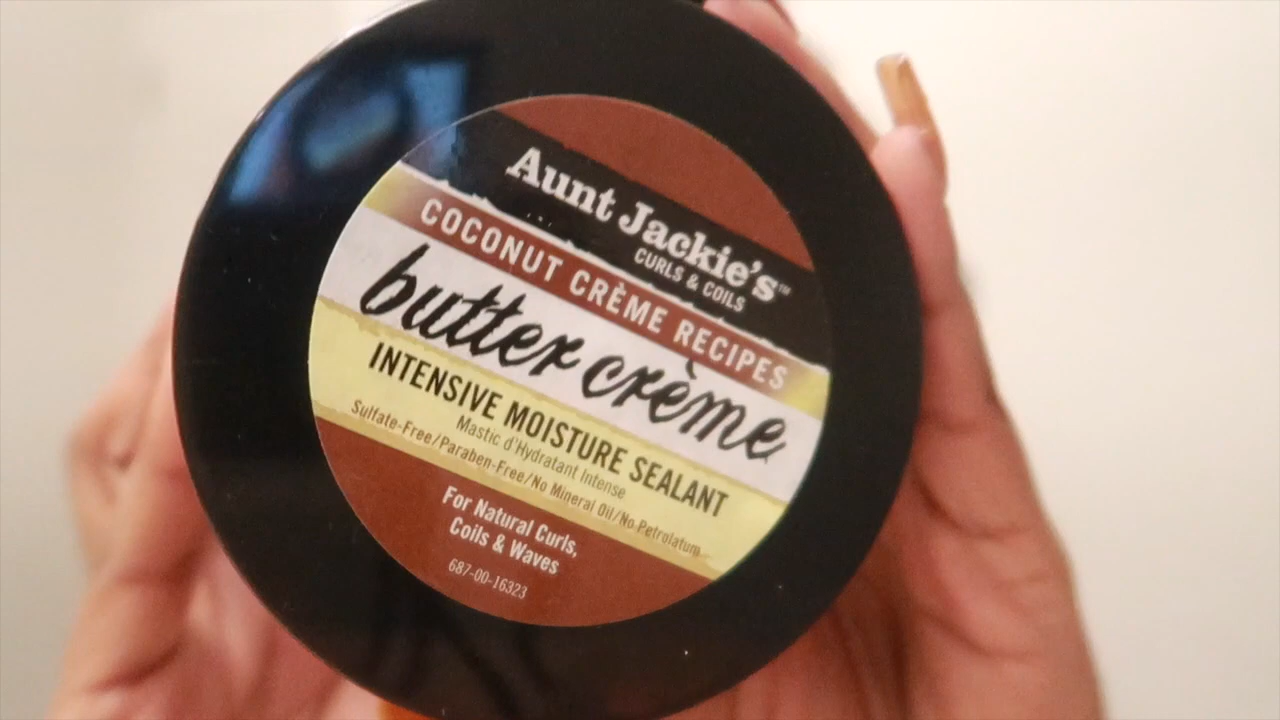 Aunt Jackie's™
CURLS & COILS
COCONUT CRÈME RECIPES
butter crème
INTENSIVE MOISTURE SEALANT
Mastic d'Hydratant Intense
Sulfate-Free/Paraben-Free/No Mineral Oil/No Petrolatum
For Natural Curls,
Coils & Waves
687-00-16323